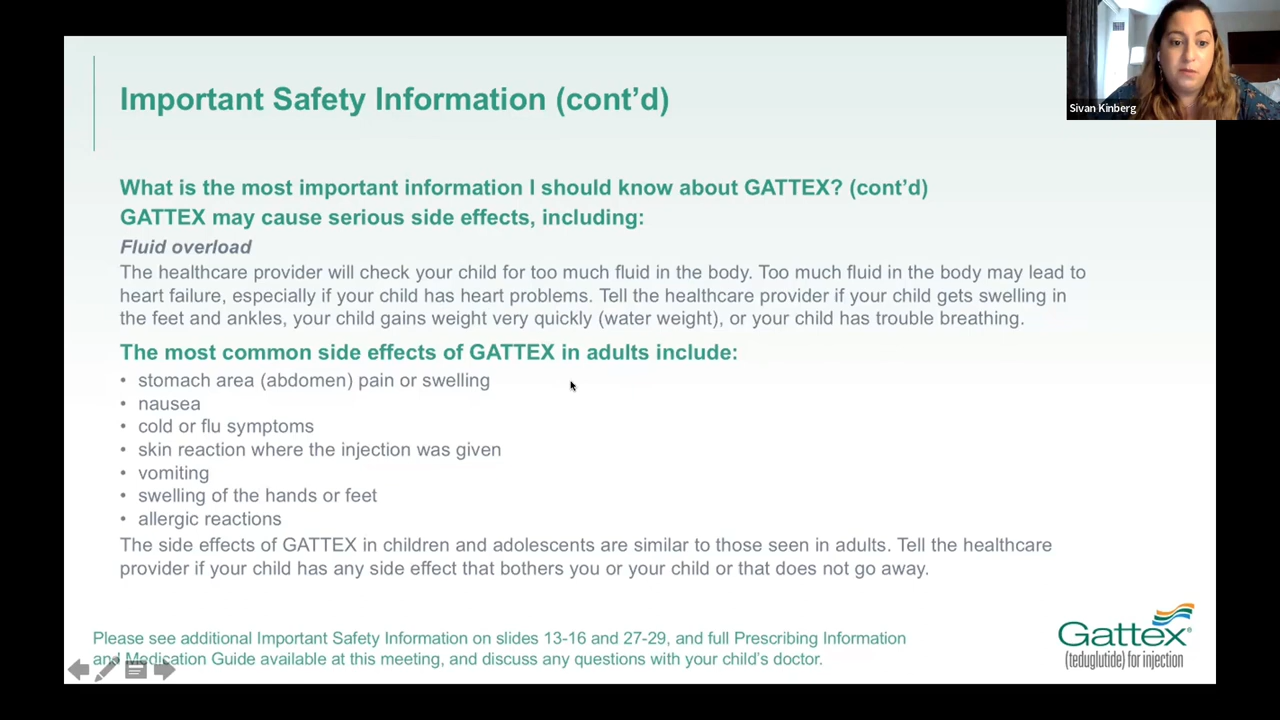 Important Safety Information (cont'd)
Sivan Kinberg
What is the most important information I should know about GATTEX? (cont'd)
GATTEX may cause serious side effects, including:
Fluid overload
The healthcare provider will check your child for too much fluid in the body. Too much fluid in the body may lead to
heart failure, especially if your child has heart problems. Tell the healthcare provider if your child gets swelling in
the feet and ankles, your child gains weight very quickly (water weight), or your child has trouble breathing.
The most common side effects of GATTEX in adults include:
• stomach area (abdomen) pain or swelling
• nausea
• cold or flu symptoms
• skin reaction where the injection was given
• vomiting
• swelling of the hands or feet
• allergic reactions
The side effects of GATTEX in children and adolescents are similar to those seen in adults. Tell the healthcare
provider if your child has any side effect that bothers you or your child or that does not go away.
Please see additional Important Safety Information on slides 13-16 and 27-29, and full Prescribing Information
and Medication Guide available at this meeting, and discuss any questions with your child's doctor.
Gattex®
(teduglutide) for injection